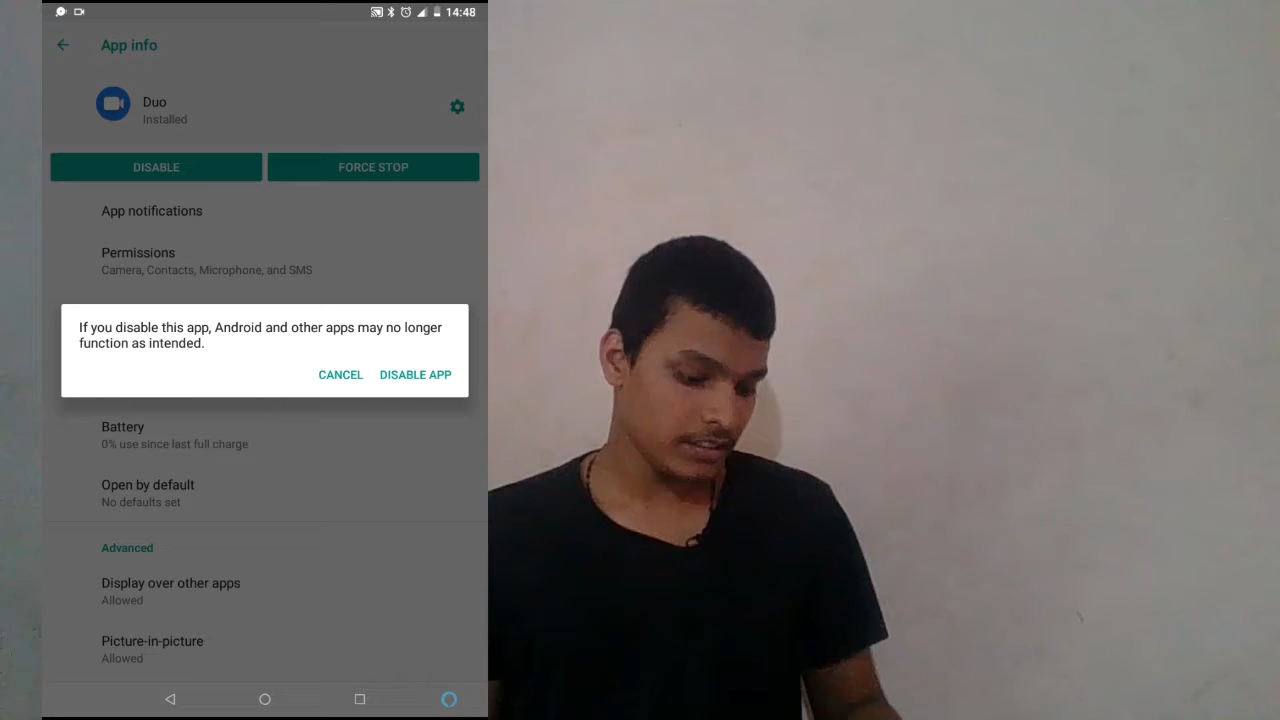 14:48
App info
Duo
Installed
DISABLE
FORCE STOP
App notifications
Permissions
Camera, Contacts, Microphone, and SMS
If you disable this app, Android and other apps may no longer
function as intended.
CANCEL
DISABLE APP
Battery
0% use since last full charge
Open by default
No defaults set
Advanced
Display over other apps
Allowed
Picture-in-picture
Allowed